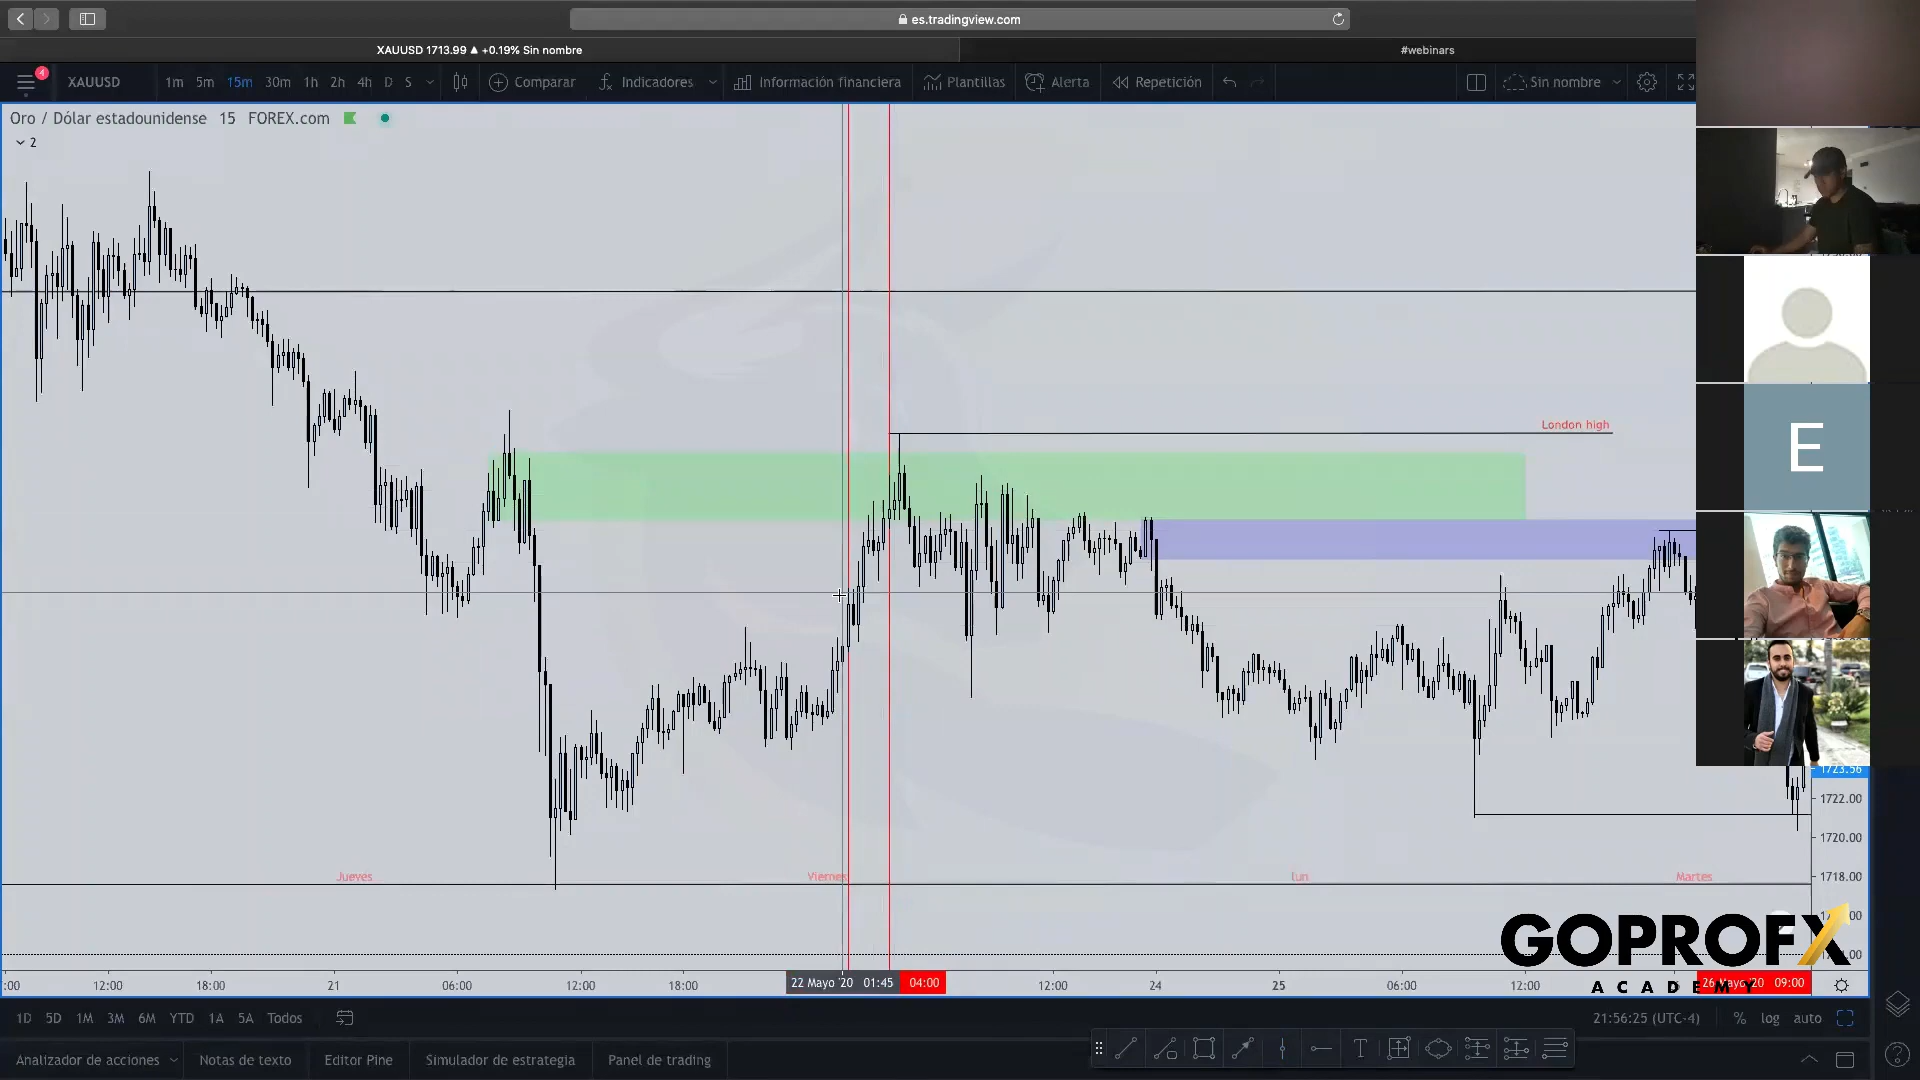 es.tradingview.com
XAUUSD 1713.99 ▲ +0.19% Sin nombre
#webinars
4
XAUUSD
1m 5m 15m 30m 1h 2h 4h D S
Comparar
Indicadores
Información financiera
Plantillas
Alerta
Repetición
Sin nombre
Oro / Dólar estadounidense 15 FOREX.com
2
London high
E
1723.56
1722.00
1720.00
1718.00
Jueves
Viernes
lun
Martes
GOPROFX
ACADEMY
:00 12:00 18:00 21 06:00 12:00 18:00 22 Mayo '20 01:45 04:00 12:00 24 25 06:00 12:00 26 Mayo '20 09:00
1D 5D 1M 3M 6M YTD 1A 5A Todos
21:56:25 (UTC-4) % log auto
Analizador de acciones
Notas de texto
Editor Pine
Simulador de estrategia
Panel de trading